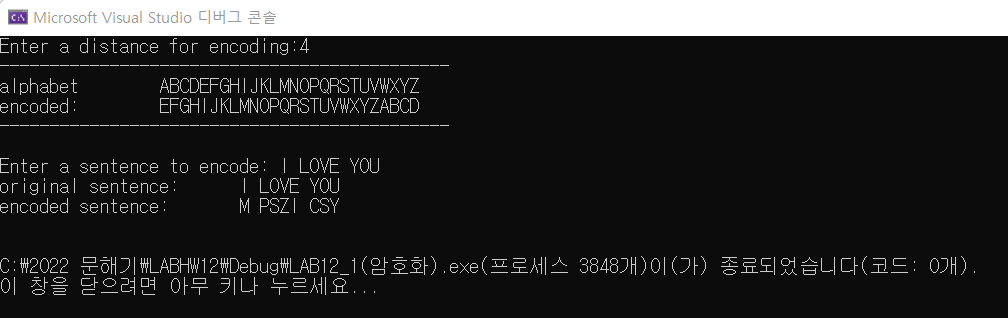 Microsoft Visual Studio 디버그 콘솔
Enter a distance for encoding:4
---------------------------------------------
alphabet        ABCDEFGHIJKLMNOPQRSTUVWXYZ
encoded:        EFGHIJKLMNOPQRSTUVWXYZABCD
---------------------------------------------
Enter a sentence to encode: I LOVE YOU
original sentence:      I LOVE YOU
encoded sentence:       M PSZI CSY
C:\2022 문해기\LABHW12\Debug\LAB12_1(암호화).exe(프로세스 3848개)이(가) 종료되었습니다(코드: 0개).
이 창을 닫으려면 아무 키나 누르세요...